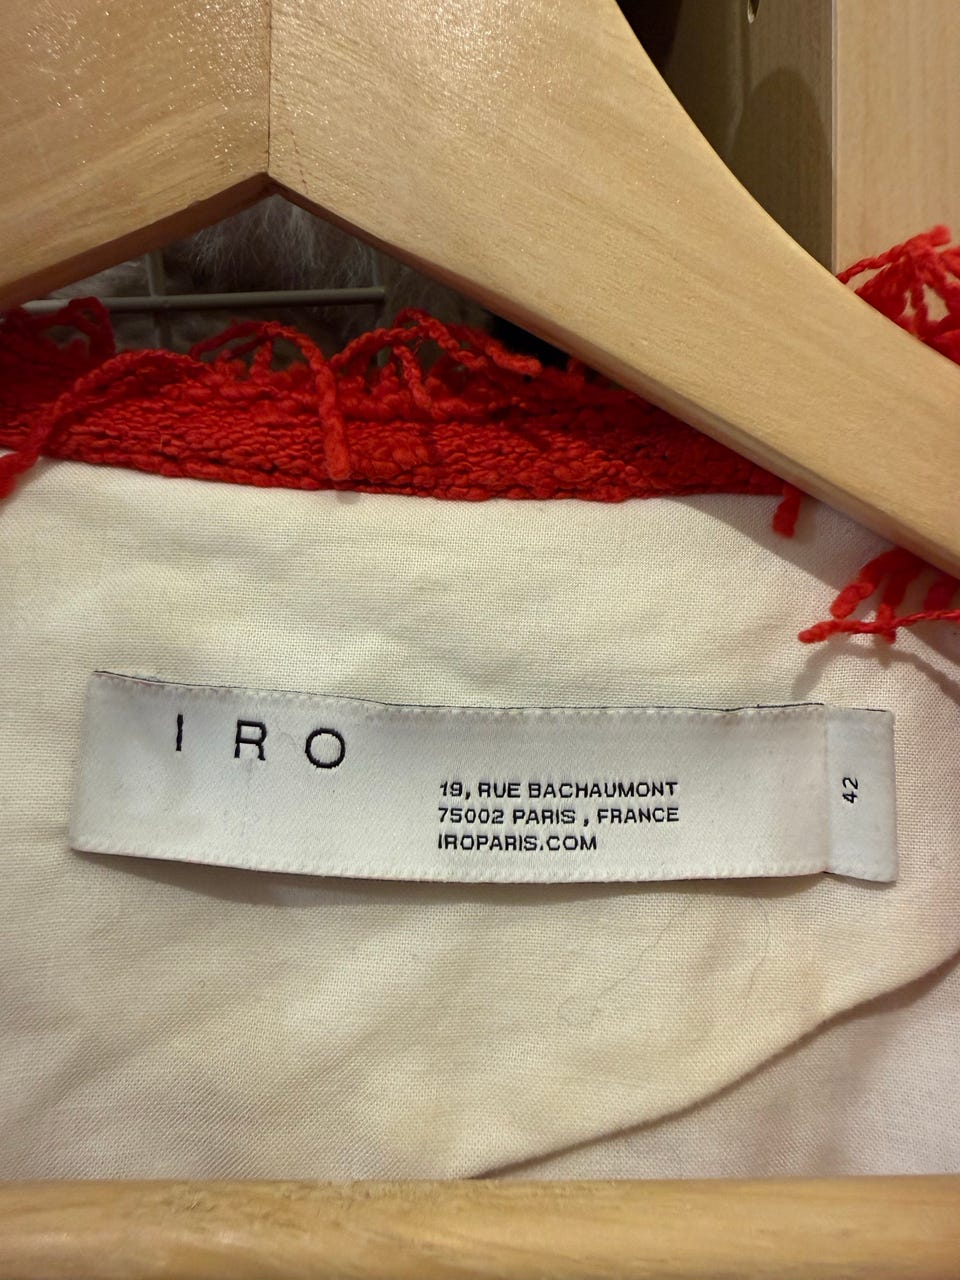 IRO
19, RUE BACHAUMONT
75002 PARIS , FRANCE
IROPARIS.COM
42